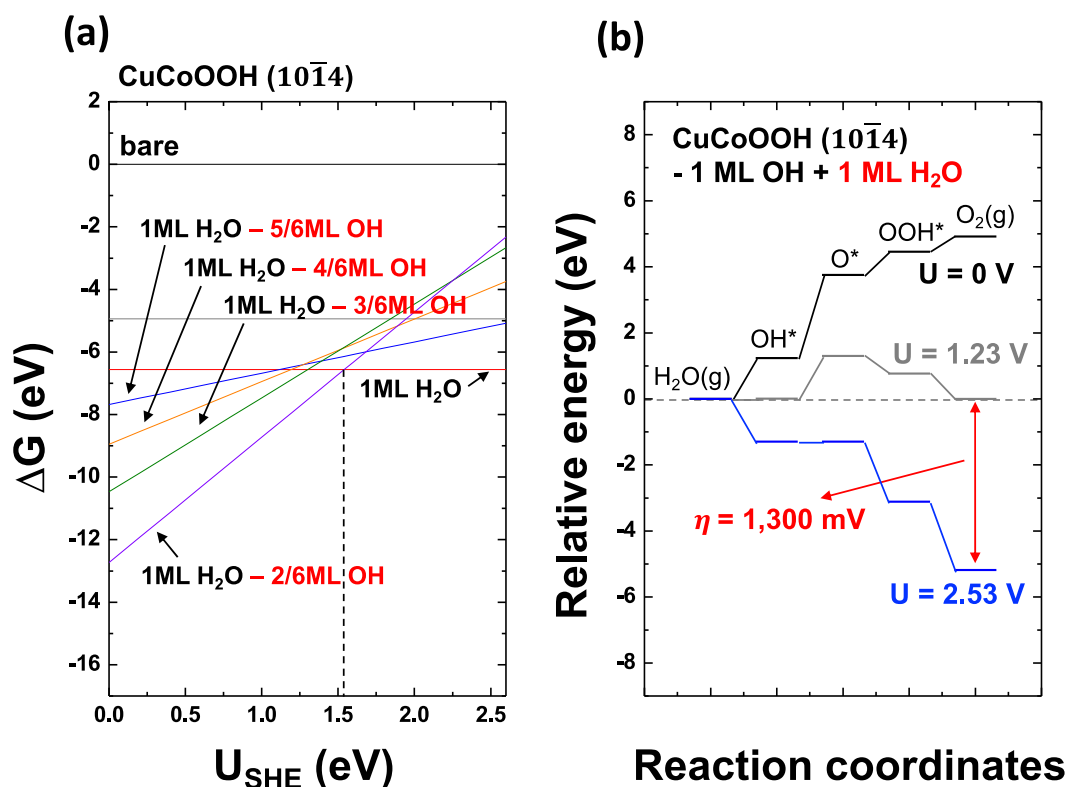 (a)
CuCoOOH (101̅4)
bare
1ML H₂O – 5/6ML OH
1ML H₂O – 4/6ML OH
1ML H₂O – 3/6ML OH
1ML H₂O
1ML H₂O – 2/6ML OH
2
0
-2
-4
-6
-8
-10
-12
-14
-16
ΔG (eV)
0.0 0.5 1.0 1.5 2.0 2.5
U_SHE (eV)
(b)
CuCoOOH (101̅4)
- 1 ML OH + 1 ML H₂O
O₂(g)
OOH*
O*
U = 0 V
OH*
U = 1.23 V
H₂O(g)
η = 1,300 mV
U = 2.53 V
8
6
4
2
0
-2
-4
-6
-8
Relative energy (eV)
Reaction coordinates